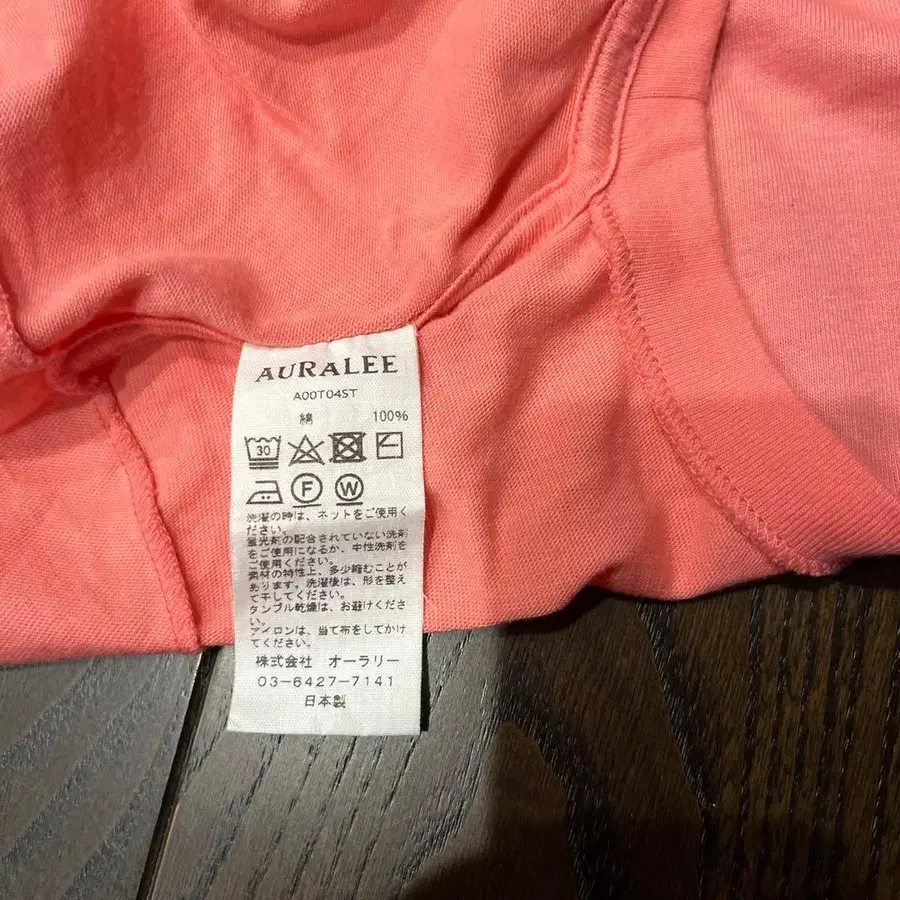 AURALEE
A00T04ST
綿 100%
30
F W
洗濯の時は、ネットをご使用く
ださい。
蛍光剤の配合されていない洗剤
をご使用になるか、中性洗剤を
ご使用ください。
素材の特性上、多少縮むことが
あります。洗濯後は、形を整え
て干してください。
タンブル乾燥は、お避けくださ
い。
アイロンは、当て布をしてかけ
てください。
株式会社 オーラリー
03-6427-7141
日本製